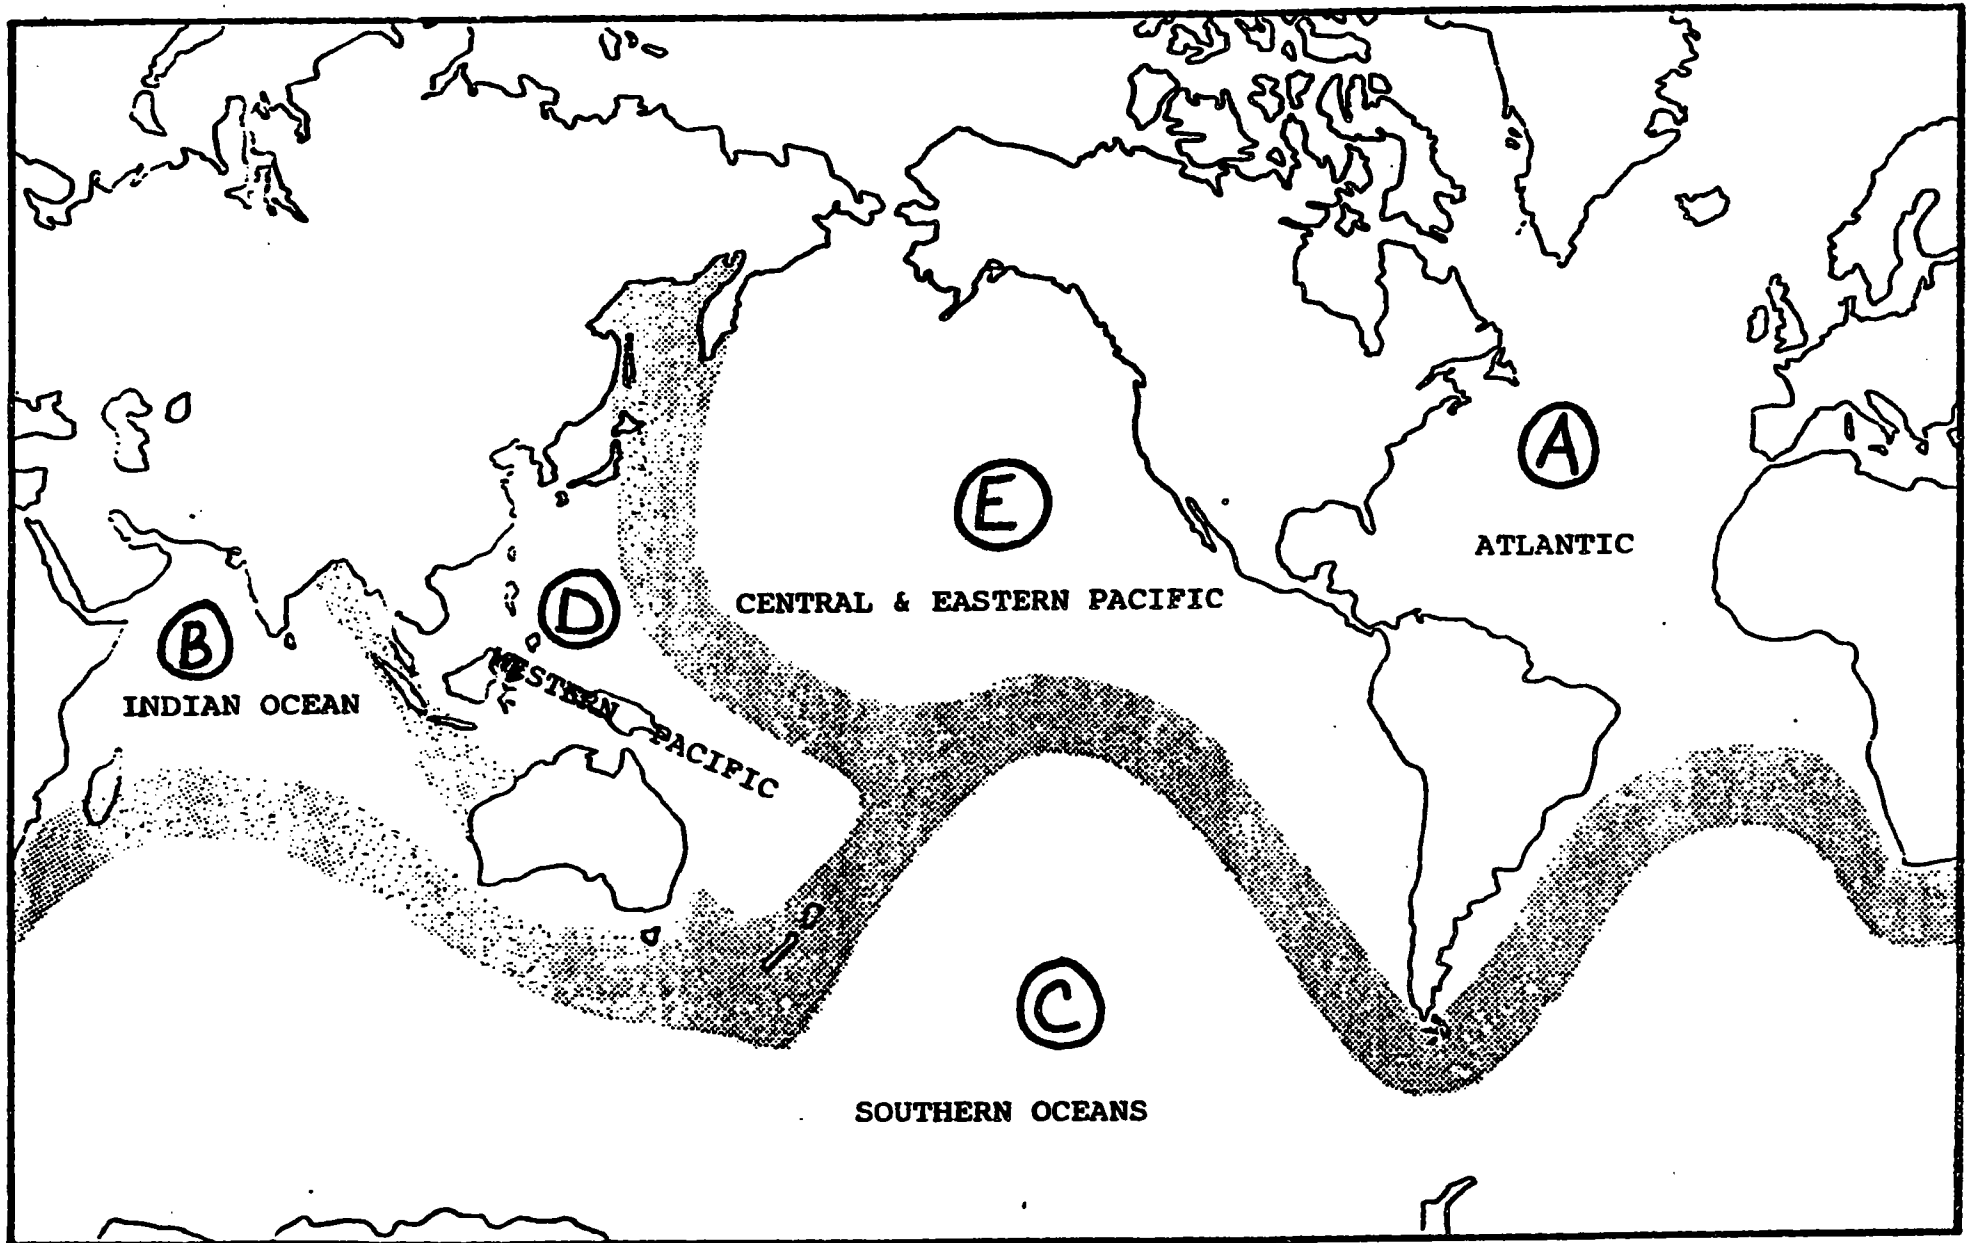 A
ATLANTIC
E
CENTRAL & EASTERN PACIFIC
D
WESTERN PACIFIC
B
INDIAN OCEAN
C
SOUTHERN OCEANS